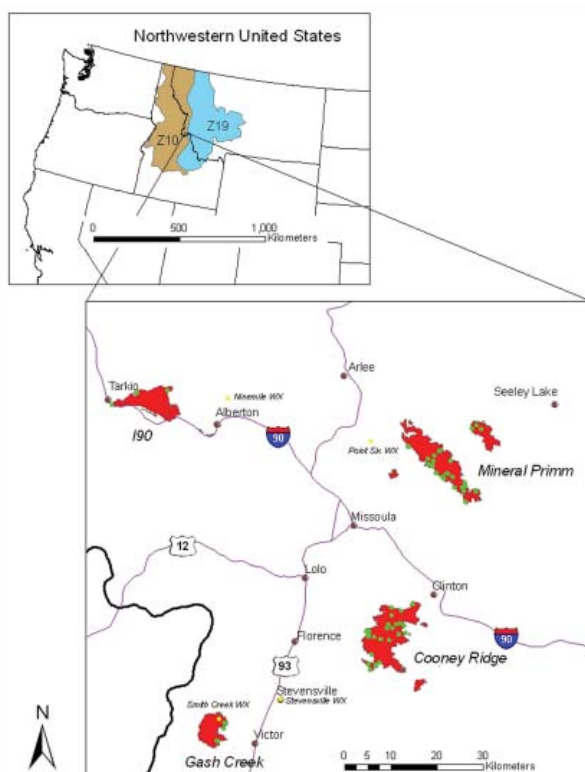 Northwestern United States
Z19
Z10
0 500 1,000
Kilometers
Arlee
Tarkio
Seeley Lake
Ninemile WX
Alberton
I90
90
Point Six WX
Mineral Primm
Missoula
12
Lolo
Clinton
90
Florence
Cooney Ridge
93
Stevensville
Smith Creek WX
Stevensville WX
N
Victor
Gash Creek
0 5 10 20 30
Kilometers